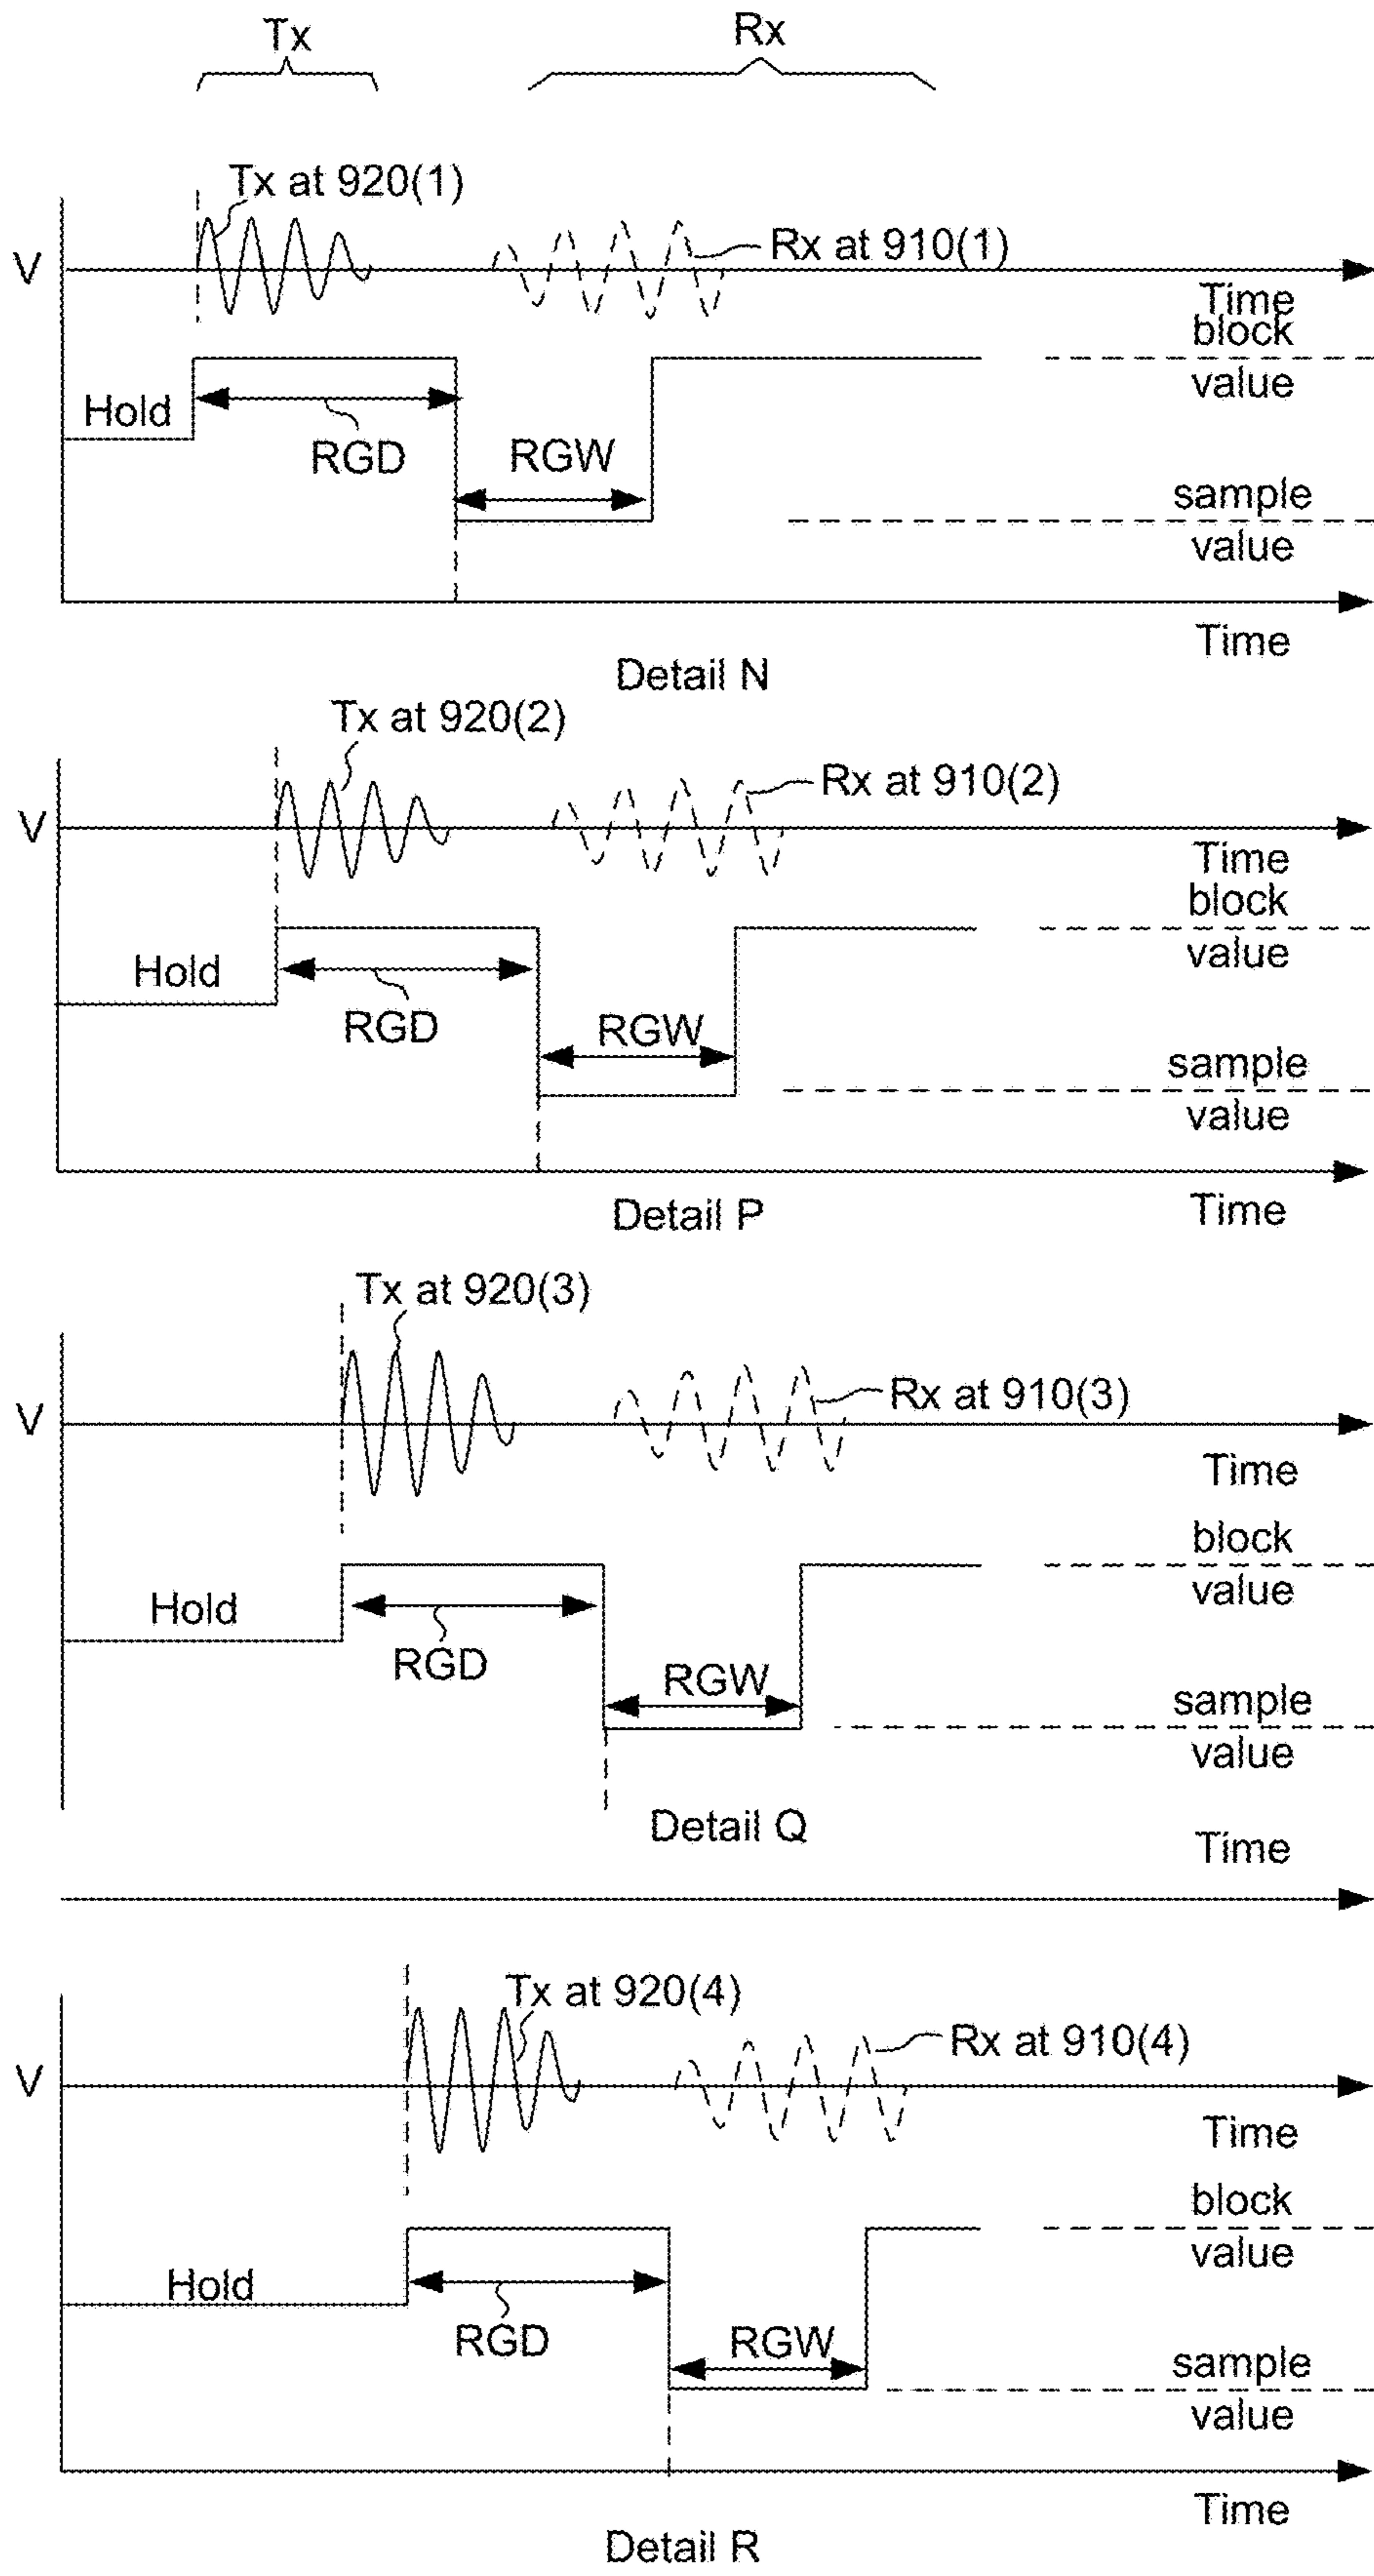 Tx
Rx
Tx at 920(1)
V
Rx at 910(1)
Time
block
value
Hold
RGD
RGW
sample
value
Time
Detail N
Tx at 920(2)
V
Rx at 910(2)
Time
block
value
Hold
RGD
RGW
sample
value
Time
Detail P
Tx at 920(3)
V
Rx at 910(3)
Time
block
value
Hold
RGD
RGW
sample
value
Detail Q
Time
Tx at 920(4)
V
Rx at 910(4)
Time
block
value
Hold
RGD
RGW
sample
value
Time
Detail R